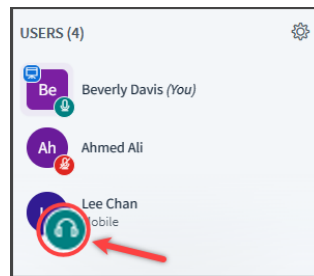 USERS (4)
Be
Beverly Davis (You)
Ah
Ahmed Ali
Lee Chan